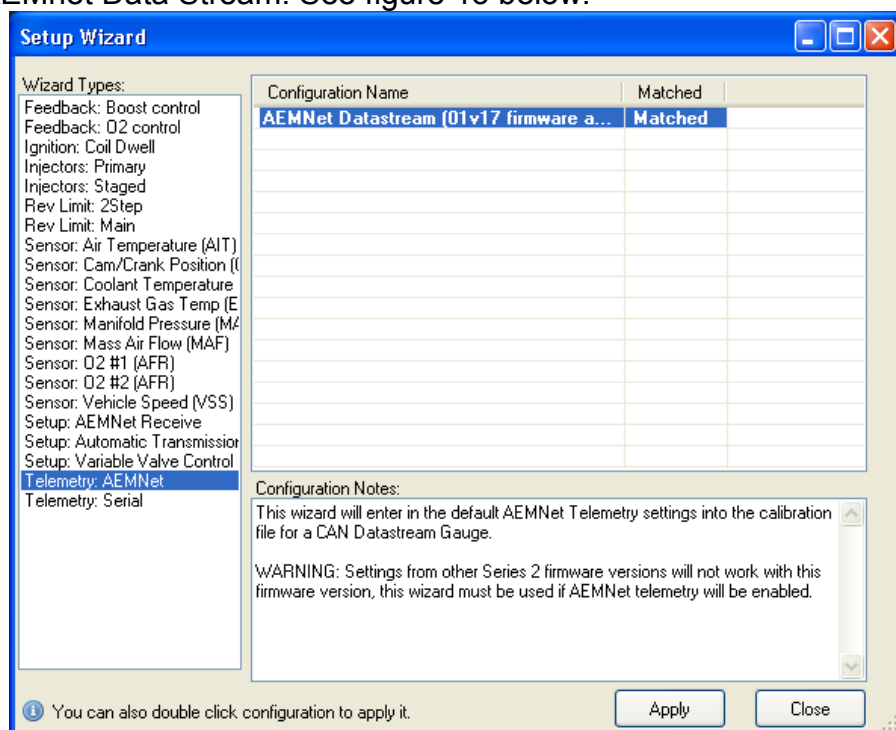 AEMnet Data Stream. See figure 15 below.
Setup Wizard
Wizard Types:
Feedback: Boost control
Feedback: O2 control
Ignition: Coil Dwell
Injectors: Primary
Injectors: Staged
Rev Limit: 2Step
Rev Limit: Main
Sensor: Air Temperature (AIT)
Sensor: Cam/Crank Position ((
Sensor: Coolant Temperature
Sensor: Exhaust Gas Temp (E
Sensor: Manifold Pressure (MA
Sensor: Mass Air Flow (MAF)
Sensor: O2 #1 (AFR)
Sensor: O2 #2 (AFR)
Sensor: Vehicle Speed (VSS)
Setup: AEMNet Receive
Setup: Automatic Transmission
Setup: Variable Valve Control
Telemetry: AEMNet
Telemetry: Serial
Configuration Name Matched
AEMNet Datastream (01v17 firmware a... Matched
Configuration Notes:
This wizard will enter in the default AEMNet Telemetry settings into the calibration
file for a CAN Datastream Gauge.
WARNING: Settings from other Series 2 firmware versions will not work with this
firmware version, this wizard must be used if AEMNet telemetry will be enabled.
You can also double click configuration to apply it.
Apply Close